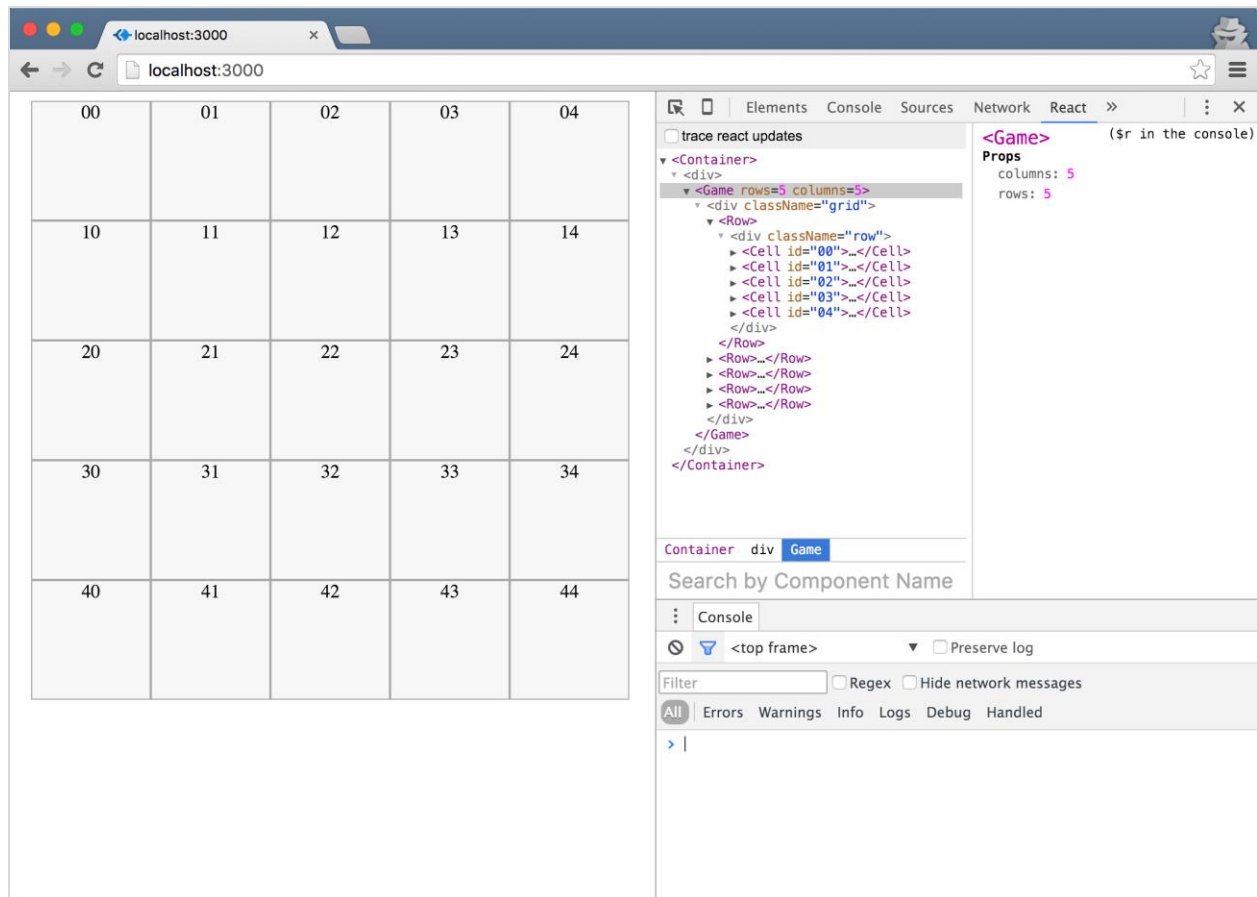 localhost:3000
localhost:3000
00 01 02 03 04
10 11 12 13 14
20 21 22 23 24
30 31 32 33 34
40 41 42 43 44
Elements Console Sources Network React »
trace react updates
<Container>
<div>
<Game rows=5 columns=5>
<div className="grid">
<Row>
<div className="row">
<Cell id="00">…</Cell>
<Cell id="01">…</Cell>
<Cell id="02">…</Cell>
<Cell id="03">…</Cell>
<Cell id="04">…</Cell>
</div>
</Row>
<Row>…</Row>
<Row>…</Row>
<Row>…</Row>
<Row>…</Row>
</div>
</Game>
</div>
</Container>
<Game> ($r in the console)
Props
columns: 5
rows: 5
Container div Game
Search by Component Name
Console
<top frame> ▼ Preserve log
Filter Regex Hide network messages
All Errors Warnings Info Logs Debug Handled
>